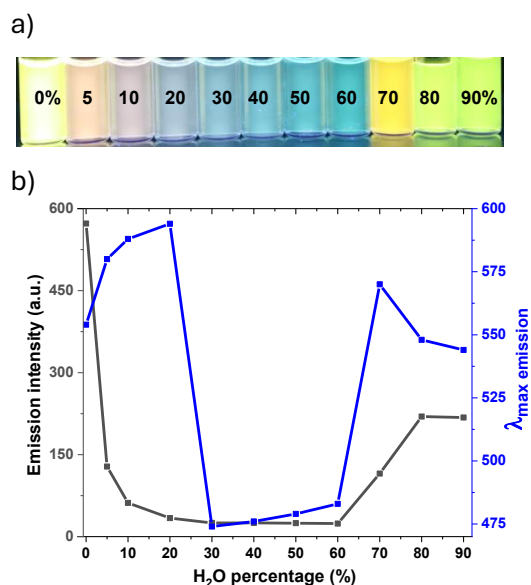 a)
0% 5 10 20 30 40 50 60 70 80 90%
b)
600 600
575
450
550
300 525
500
150
475
0
0 10 20 30 40 50 60 70 80 90
Emission intensity (a.u.)
λmax emission
H₂O percentage (%)